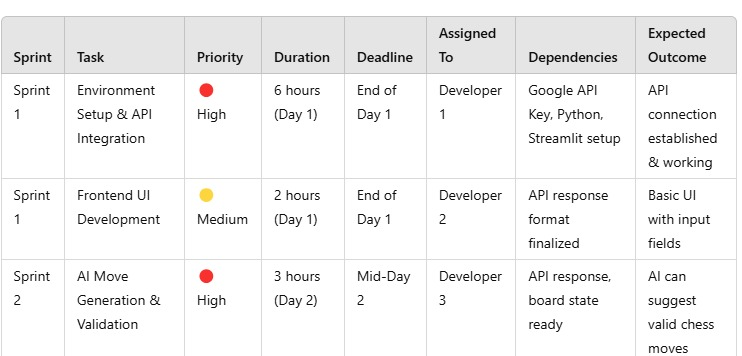 Sprint Task Priority Duration Deadline Assigned To Dependencies Expected Outcome
Sprint 1 Environment Setup & API Integration High 6 hours (Day 1) End of Day 1 Developer 1 Google API Key, Python, Streamlit setup API connection established & working
Sprint 1 Frontend UI Development Medium 2 hours (Day 1) End of Day 1 Developer 2 API response format finalized Basic UI with input fields
Sprint 2 AI Move Generation & Validation High 3 hours (Day 2) Mid-Day 2 Developer 3 API response, board state ready AI can suggest valid chess moves